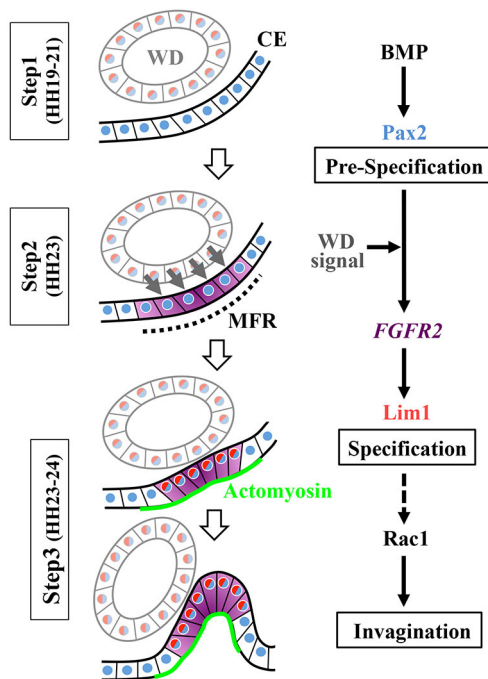 Step1
(HH19-21)
WD
CE
Step2
(HH23)
MFR
Step3 (HH23-24)
Actomyosin
BMP
Pax2
Pre-Specification
WD
signal
FGFR2
Lim1
Specification
Rac1
Invagination